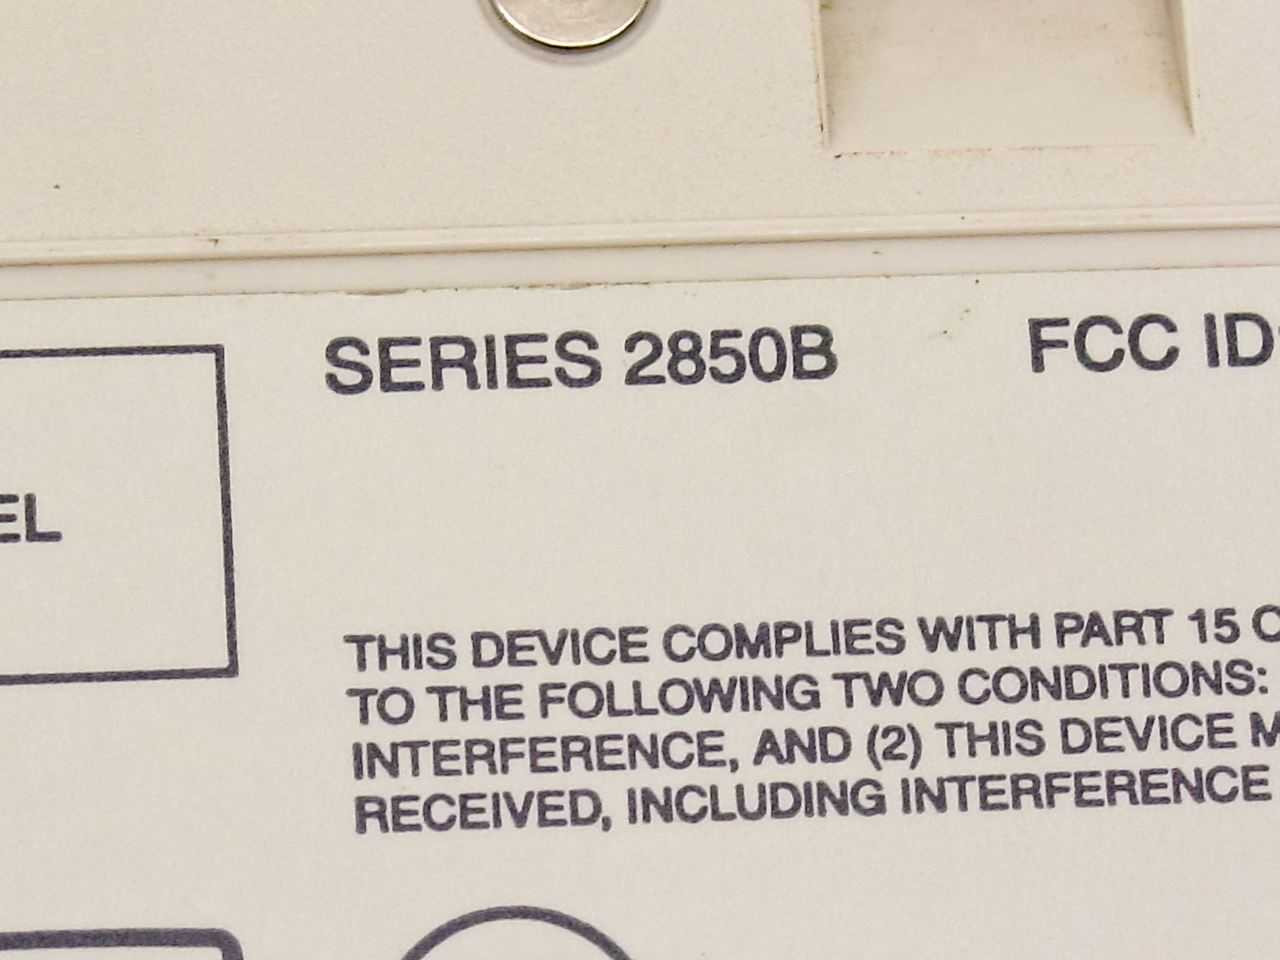 SERIES 2850B FCC ID
EL
THIS DEVICE COMPLIES WITH PART 15
TO THE FOLLOWING TWO CONDITIONS:
INTERFERENCE, AND (2) THIS DEVICE
RECEIVED, INCLUDING INTERFERENCE